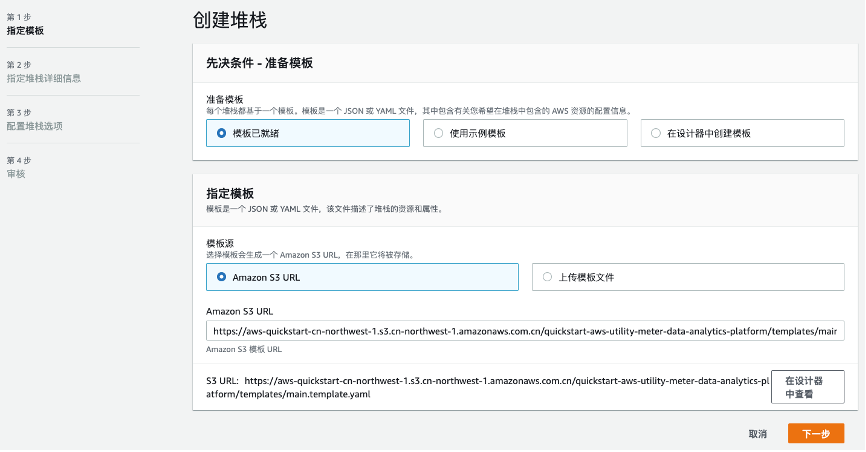 第 1 步
指定模板
第 2 步
指定堆栈详细信息
第 3 步
配置堆栈选项
第 4 步
审核
创建堆栈
先决条件 - 准备模板
准备模板
每个堆栈都基于一个模板。模板是一个 JSON 或 YAML 文件，其中包含有关您希望在堆栈中包含的 AWS 资源的配置信息。
模板已就绪
使用示例模板
在设计器中创建模板
指定模板
模板是一个 JSON 或 YAML 文件，该文件描述了堆栈的资源和属性。
模板源
选择模板会生成一个 Amazon S3 URL，在那里它将被存储。
Amazon S3 URL
上传模板文件
Amazon S3 URL
https://aws-quickstart-cn-northwest-1.s3.cn-northwest-1.amazonaws.com.cn/quickstart-aws-utility-meter-data-analytics-platform/templates/main
Amazon S3 模板 URL
S3 URL: https://aws-quickstart-cn-northwest-1.s3.cn-northwest-1.amazonaws.com.cn/quickstart-aws-utility-meter-data-analytics-pl
atform/templates/main.template.yaml
在设计器
中查看
取消
下一步